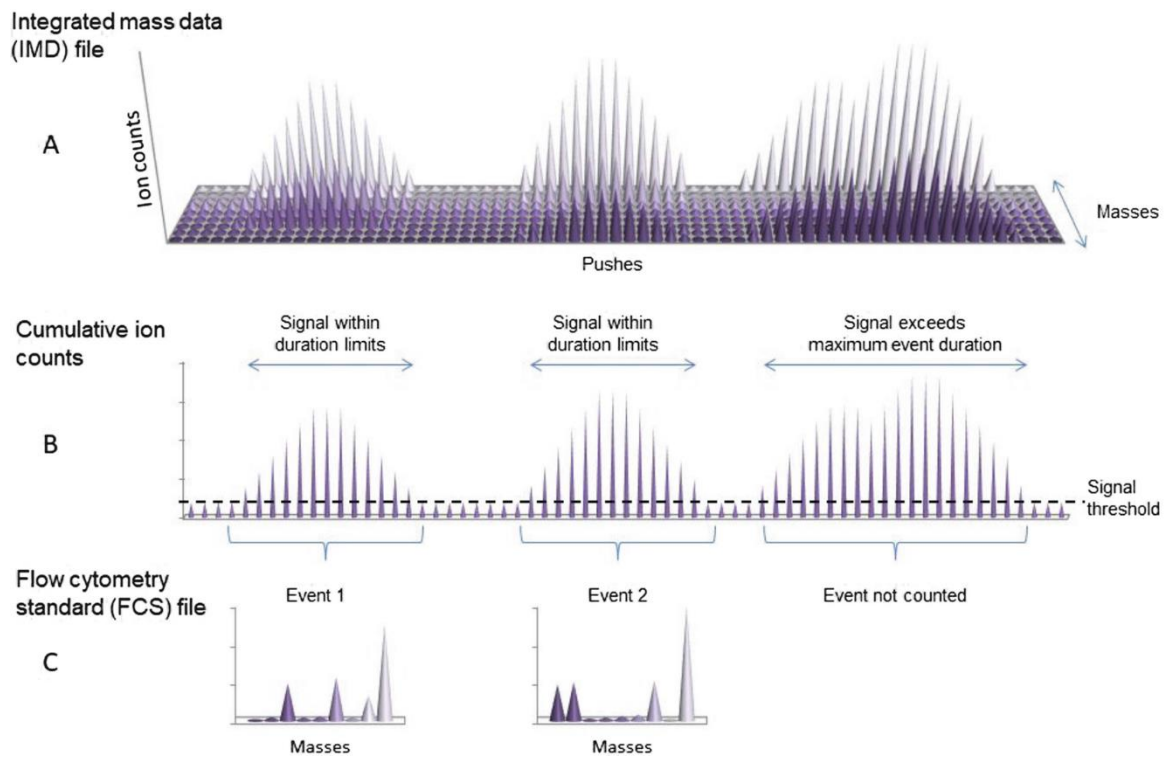 Integrated mass data
(IMD) file
A
Ion counts
Masses
Pushes
Cumulative ion
counts
Signal within
duration limits
Signal within
duration limits
Signal exceeds
maximum event duration
B
Signal
threshold
Flow cytometry
standard (FCS) file
Event 1
Event 2
Event not counted
C
Masses
Masses